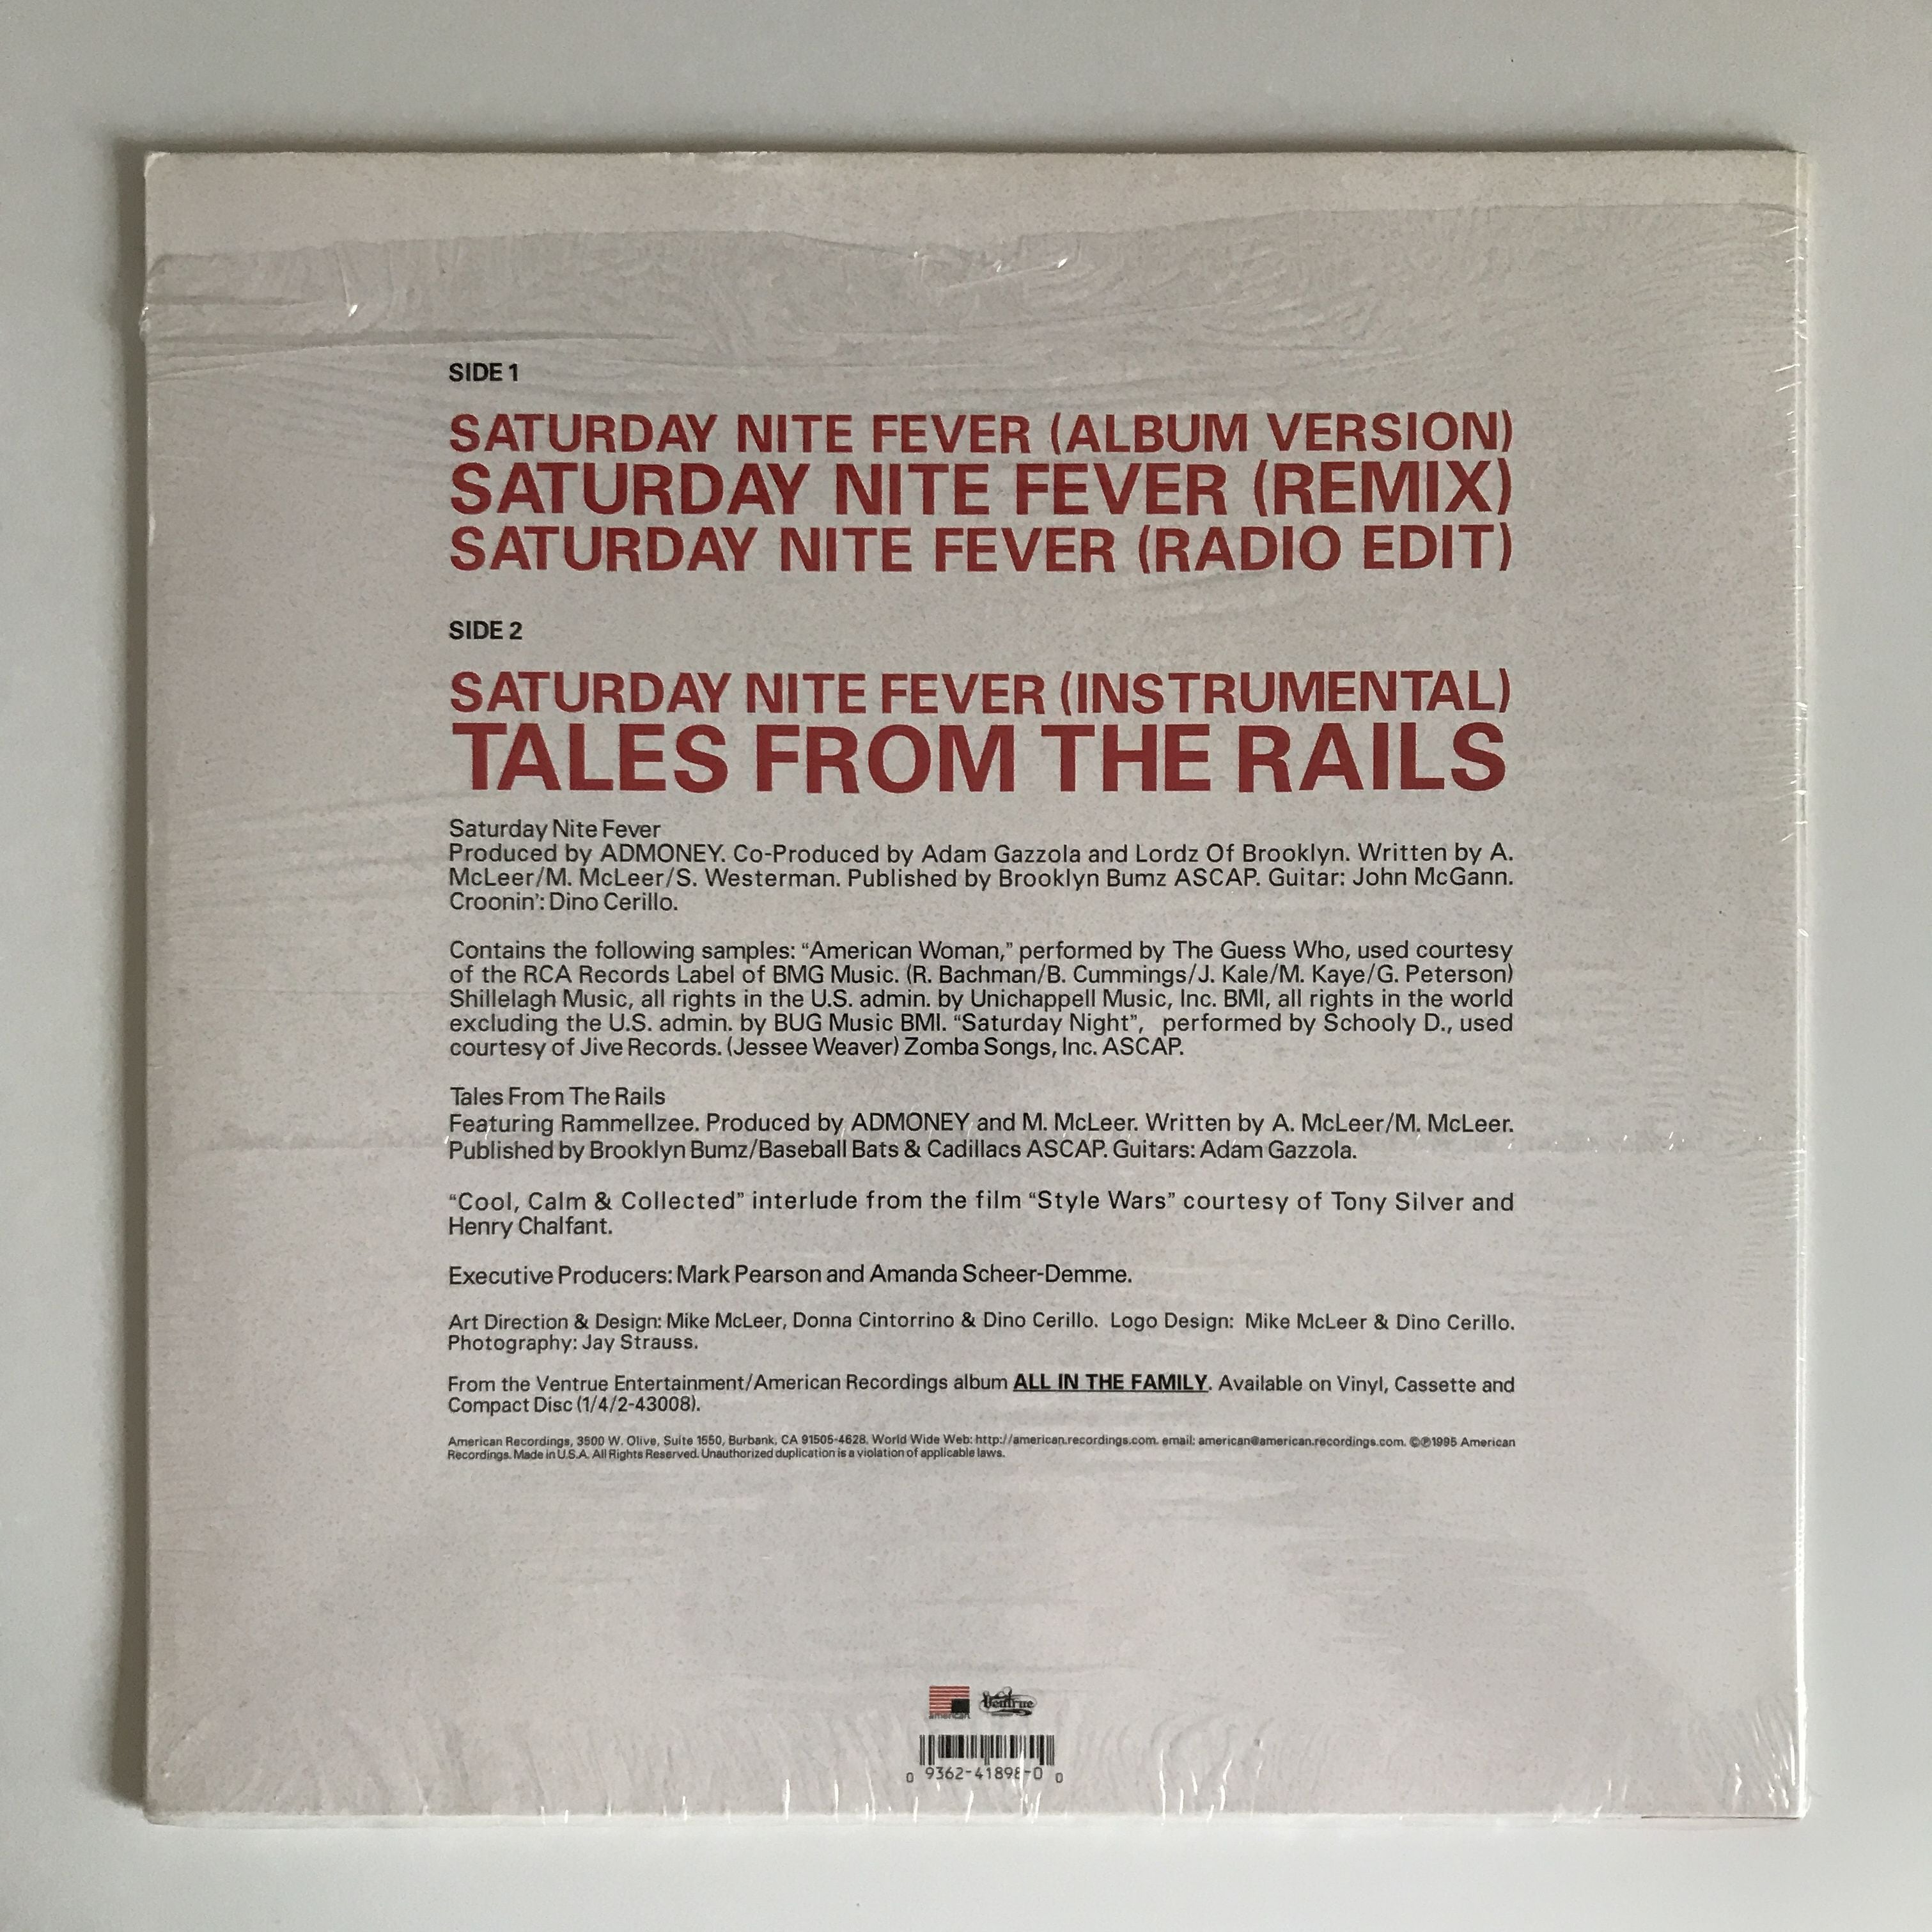 SIDE 1
SATURDAY NITE FEVER (ALBUM VERSION)
SATURDAY NITE FEVER (REMIX)
SATURDAY NITE FEVER (RADIO EDIT)
SIDE 2
SATURDAY NITE FEVER (INSTRUMENTAL)
TALES FROM THE RAILS
Saturday Nite Fever
Produced by ADMONEY. Co-Produced by Adam Gazzola and Lordz Of Brooklyn. Written by A.
McLeer/M. McLeer/S. Westerman. Published by Brooklyn Bumz ASCAP. Guitar: John McGann.
Croonin': Dino Cerillo.
Contains the following samples: “American Woman,” performed by The Guess Who, used courtesy
of the RCA Records Label of BMG Music. (R. Bachman/B. Cummings/J. Kale/M. Kaye/G. Peterson)
Shillelagh Music, all rights in the U.S. admin. by Unichappell Music, Inc. BMI, all rights in the world
excluding the U.S. admin. by BUG Music BMI. “Saturday Night”, performed by Schooly D., used
courtesy of Jive Records. (Jessee Weaver) Zomba Songs, Inc. ASCAP.
Tales From The Rails
Featuring Rammellzee. Produced by ADMONEY and M. McLeer. Written by A. McLeer/M. McLeer.
Published by Brooklyn Bumz/Baseball Bats & Cadillacs ASCAP. Guitars: Adam Gazzola.
“Cool, Calm & Collected” interlude from the film “Style Wars” courtesy of Tony Silver and
Henry Chalfant.
Executive Producers: Mark Pearson and Amanda Scheer-Demme.
Art Direction & Design: Mike McLeer, Donna Cintorrino & Dino Cerillo. Logo Design: Mike McLeer & Dino Cerillo.
Photography: Jay Strauss.
From the Ventrue Entertainment/American Recordings album ALL IN THE FAMILY. Available on Vinyl, Cassette and
Compact Disc (1/4/2-43008).
American Recordings, 3500 W. Olive, Suite 1550, Burbank, CA 91505-4628. World Wide Web: http://american.recordings.com. email: american@american.recordings.com. ©℗1995 American
Recordings. Made in U.S.A. All Rights Reserved. Unauthorized duplication is a violation of applicable laws.
american Ventrue
0 9362-41898-0 0